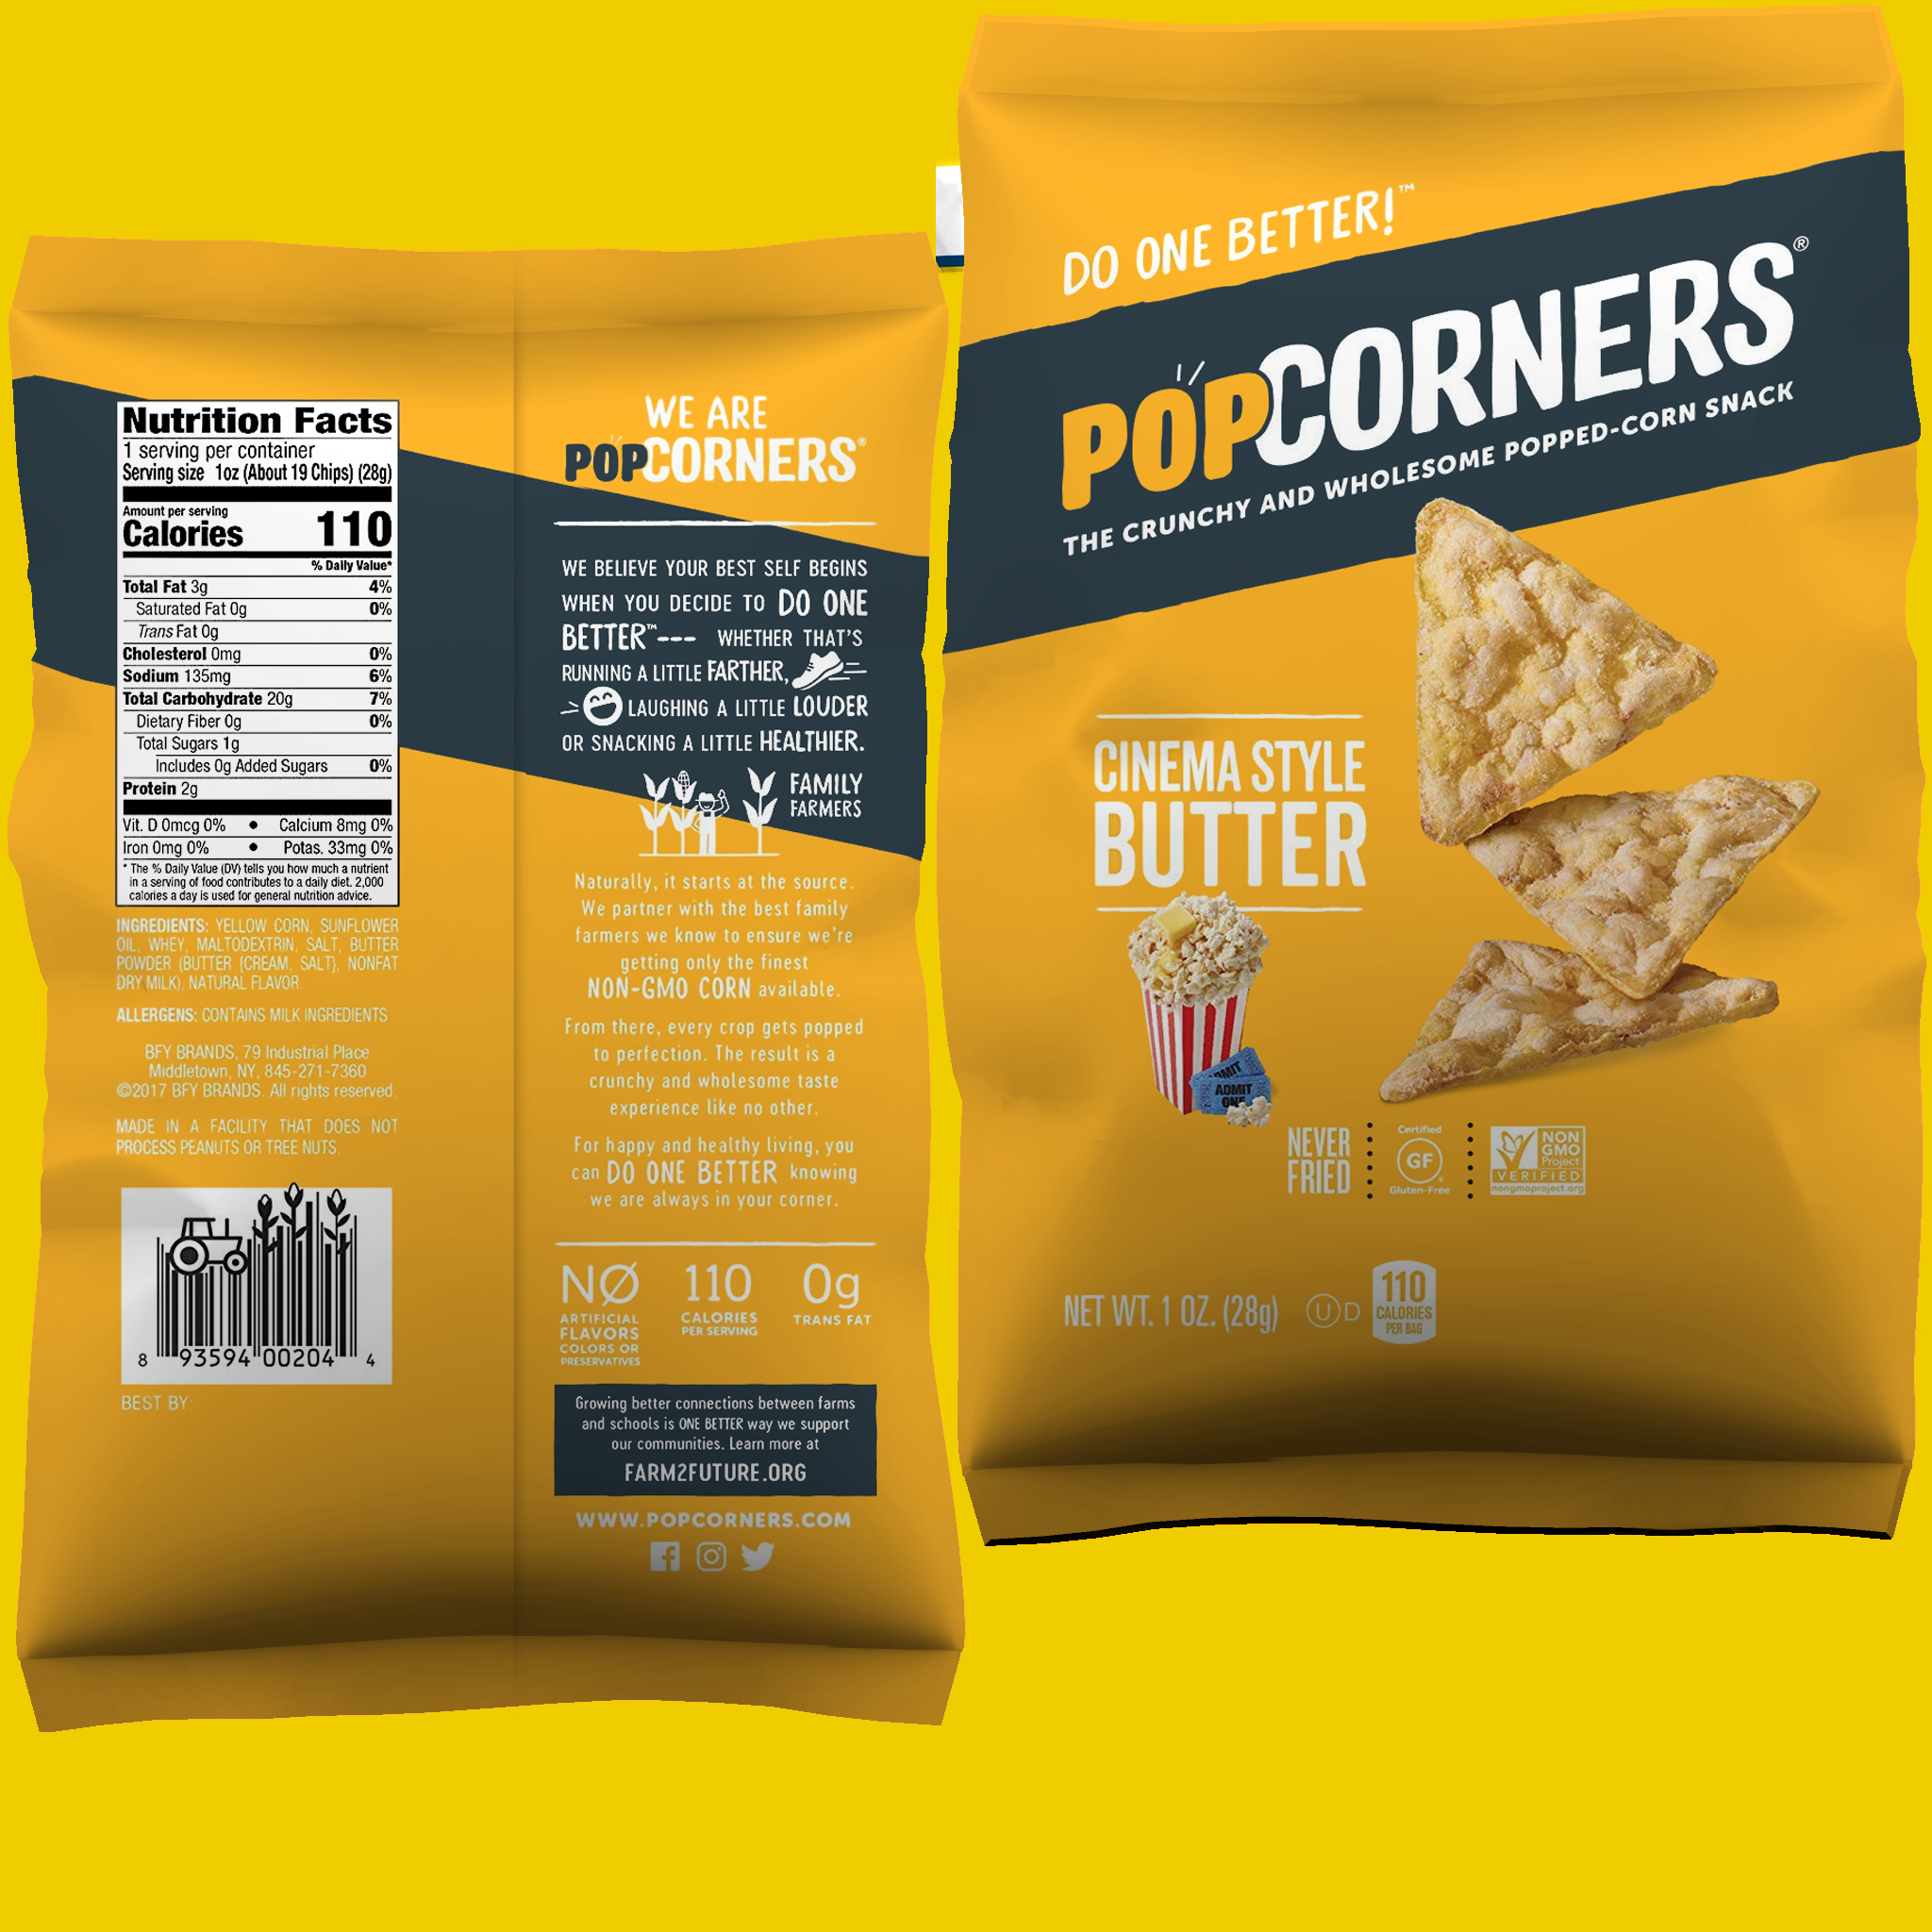 Nutrition Facts
1 serving per container
Serving size 1oz (About 19 Chips) (28g)
Amount per serving
Calories 110
% Daily Value*
Total Fat 3g 4%
Saturated Fat 0g 0%
Trans Fat 0g
Cholesterol 0mg 0%
Sodium 135mg 6%
Total Carbohydrate 20g 7%
Dietary Fiber 0g 0%
Total Sugars 1g
Includes 0g Added Sugars 0%
Protein 2g
Vit. D 0mcg 0% • Calcium 8mg 0%
Iron 0mg 0% • Potas. 33mg 0%
* The % Daily Value (DV) tells you how much a nutrient
in a serving of food contributes to a daily diet. 2,000
calories a day is used for general nutrition advice.
INGREDIENTS: YELLOW CORN, SUNFLOWER
OIL, WHEY, MALTODEXTRIN, SALT, BUTTER
POWDER (BUTTER {CREAM, SALT}, NONFAT
DRY MILK), NATURAL FLAVOR.
ALLERGENS: CONTAINS MILK INGREDIENTS
BFY BRANDS, 79 Industrial Place
Middletown, NY, 845-271-7360
©2017 BFY BRANDS. All rights reserved.
MADE IN A FACILITY THAT DOES NOT
PROCESS PEANUTS OR TREE NUTS.
8 93594 00204 4
BEST BY:
WE ARE
POPCORNERS®
WE BELIEVE YOUR BEST SELF BEGINS
WHEN YOU DECIDE TO DO ONE
BETTER™--- WHETHER THAT'S
RUNNING A LITTLE FARTHER,
LAUGHING A LITTLE LOUDER
OR SNACKING A LITTLE HEALTHIER.
FAMILY
FARMERS
Naturally, it starts at the source.
We partner with the best family
farmers we know to ensure we're
getting only the finest
NON-GMO CORN available.
From there, every crop gets popped
to perfection. The result is a
crunchy and wholesome taste
experience like no other.
For happy and healthy living, you
can DO ONE BETTER knowing
we are always in your corner.
NØ
ARTIFICIAL
FLAVORS
COLORS OR
PRESERVATIVES
110
CALORIES
PER SERVING
0g
TRANS FAT
Growing better connections between farms
and schools is ONE BETTER way we support
our communities. Learn more at
FARM2FUTURE.ORG
WWW.POPCORNERS.COM
DO ONE BETTER!™
POPCORNERS®
THE CRUNCHY AND WHOLESOME POPPED-CORN SNACK
CINEMA STYLE
BUTTER
ADMIT
ADMIT
ONE
NEVER
FRIED
Certified
GF
Gluten-Free
NON
GMO
Project
VERIFIED
nongmoproject.org
NET WT. 1 OZ. (28g)
U D
110
CALORIES
PER BAG